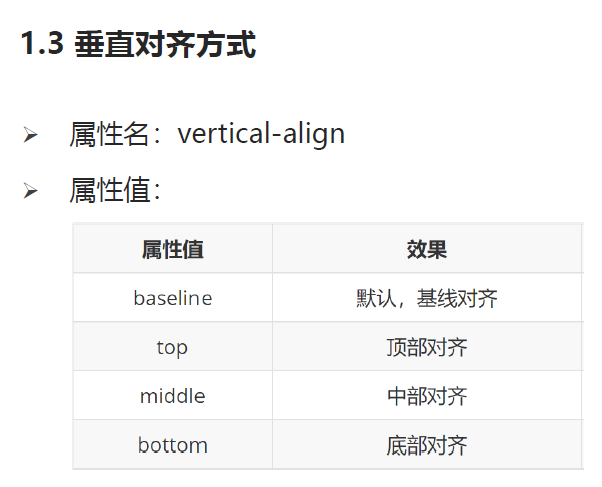 1.3 垂直对齐方式
属性名：vertical-align
属性值：
属性值 效果
baseline 默认，基线对齐
top 顶部对齐
middle 中部对齐
bottom 底部对齐